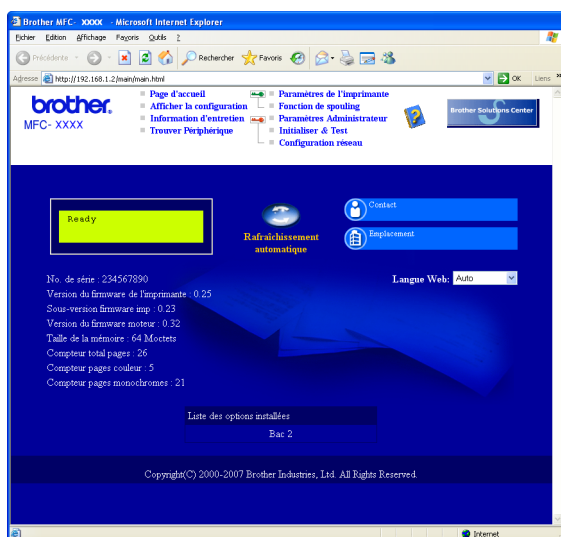 Brother MFC- XXXX - Microsoft Internet Explorer
Fichier Edition Affichage Favoris Outils ?
Précédente Rechercher Favoris
Adresse http://192.168.1.2/main/main.html OK Liens »
brother.
MFC- XXXX
Page d'accueil
Afficher la configuration
Information d'entretien
Trouver Périphérique
Paramètres de l'imprimante
Fonction de spouling
Paramètres Administrateur
Initialiser & Test
Configuration réseau
Brother Solutions Center
Ready
Rafraîchissement
automatique
Contact
Emplacement
Langue Web: Auto
No. de série : 234567890
Version du firmware de l'imprimante : 0.25
Sous-version firmware imp : 0.23
Version du firmware moteur : 0.32
Taille de la mémoire : 64 Moctets
Compteur total pages : 26
Compteur pages couleur : 5
Compteur pages monochromes : 21
Liste des options installées
Bac 2
Copyright(C) 2000-2007 Brother Industries, Ltd. All Rights Reserved.
Internet